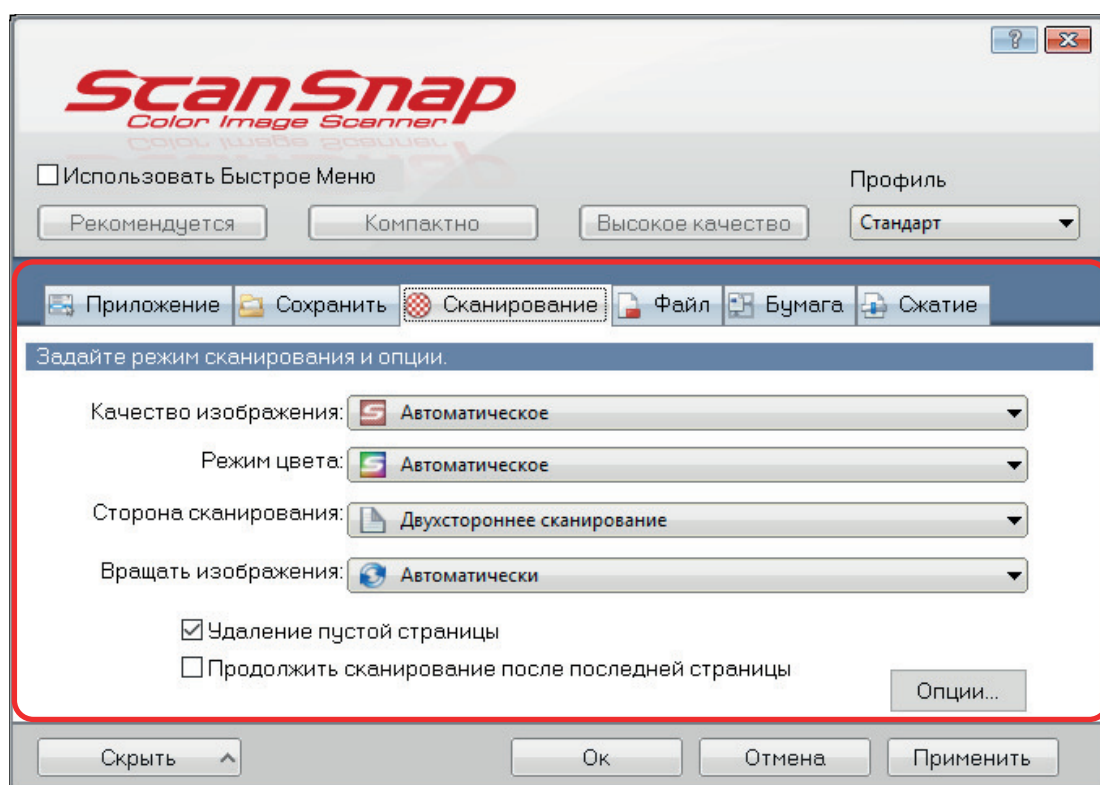 ScanSnap
Color Image Scanner
Использовать Быстрое Меню
Профиль
Рекомендуется Компактно Высокое качество Стандарт
Приложение Сохранить Сканирование Файл Бумага Сжатие
Задайте режим сканирования и опции.
Качество изображения: Автоматическое
Режим цвета: Автоматическое
Сторона сканирования: Двухстороннее сканирование
Вращать изображения: Автоматически
Удаление пустой страницы
Продолжить сканирование после последней страницы
Опции...
Скрыть Ок Отмена Применить